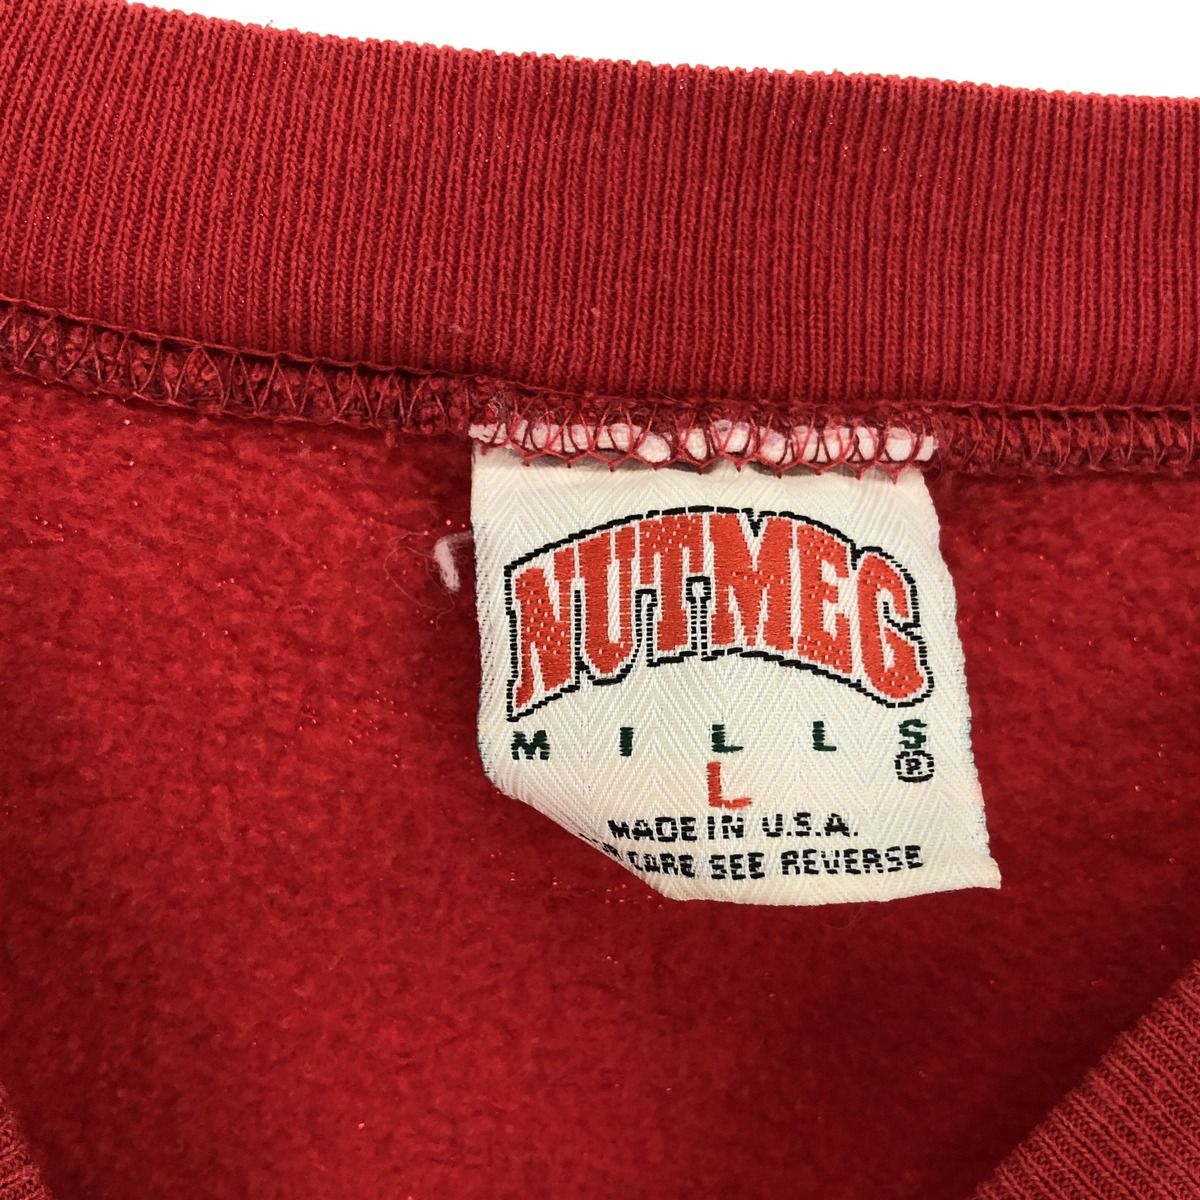 NUTMEG
MILLS
®
L
MADE IN U.S.A.
CARE SEE REVERSE